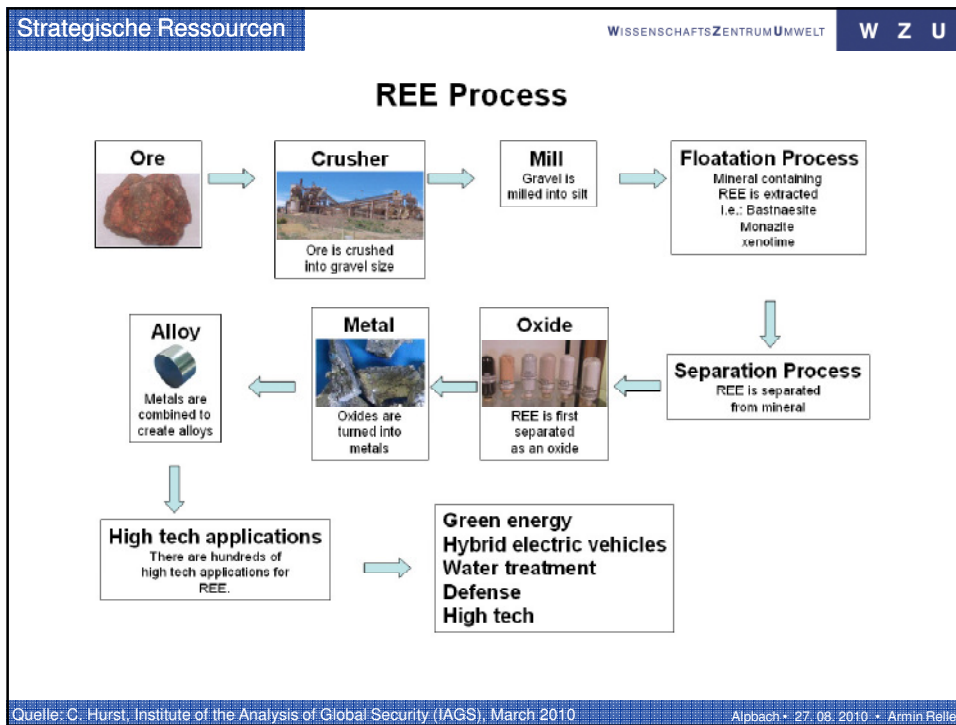 Strategische Ressourcen
WISSENSCHAFTSZENTRUMUMWELT
W Z U
REE Process
Ore
Crusher
Ore is crushed
into gravel size
Mill
Gravel is
milled into silt
Floatation Process
Mineral containing
REE is extracted
I.e.: Bastnaesite
Monazite
xenotime
Separation Process
REE is separated
from mineral
Oxide
REE is first
separated
as an oxide
Metal
Oxides are
turned into
metals
Alloy
Metals are
combined to
create alloys
High tech applications
There are hundreds of
high tech applications for
REE.
Green energy
Hybrid electric vehicles
Water treatment
Defense
High tech
Quelle: C. Hurst, Institute of the Analysis of Global Security (IAGS), March 2010
Alpbach • 27. 08. 2010 • Armin Relle